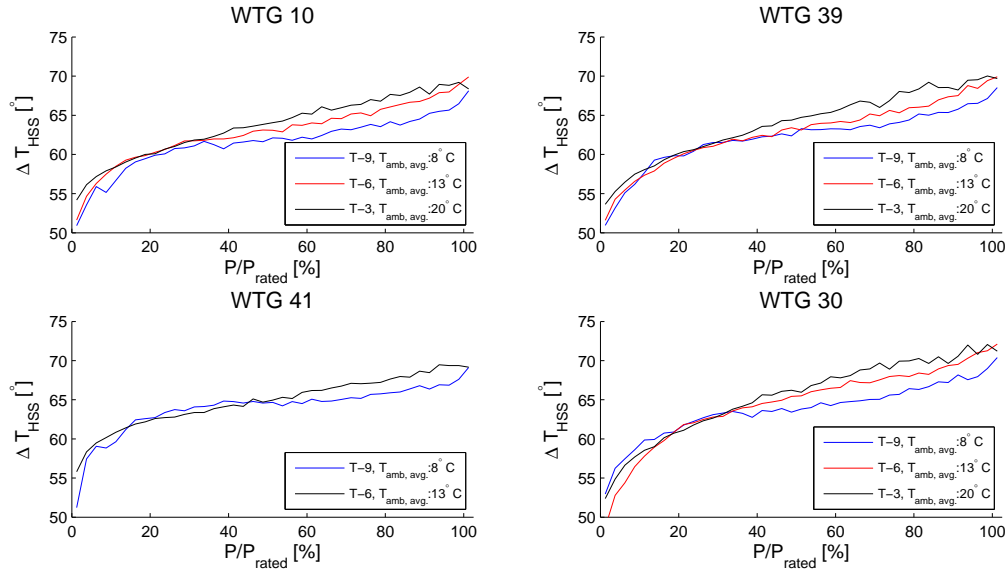 WTG 10
75
70
65
60
55
50
0
20
40
60
80
100
Δ T_HSS [°]
P/P_rated [%]
T−9, T_amb, avg.:8° C
T−6, T_amb, avg.:13° C
T−3, T_amb, avg.:20° C
WTG 39
75
70
65
60
55
50
0
20
40
60
80
100
Δ T_HSS [°]
P/P_rated [%]
T−9, T_amb, avg.:8° C
T−6, T_amb, avg.:13° C
T−3, T_amb, avg.:20° C
WTG 41
75
70
65
60
55
50
0
20
40
60
80
100
Δ T_HSS [°]
P/P_rated [%]
T−9, T_amb, avg.:8° C
T−6, T_amb, avg.:13° C
WTG 30
75
70
65
60
55
50
0
20
40
60
80
100
Δ T_HSS [°]
P/P_rated [%]
T−9, T_amb, avg.:8° C
T−6, T_amb, avg.:13° C
T−3, T_amb, avg.:20° C